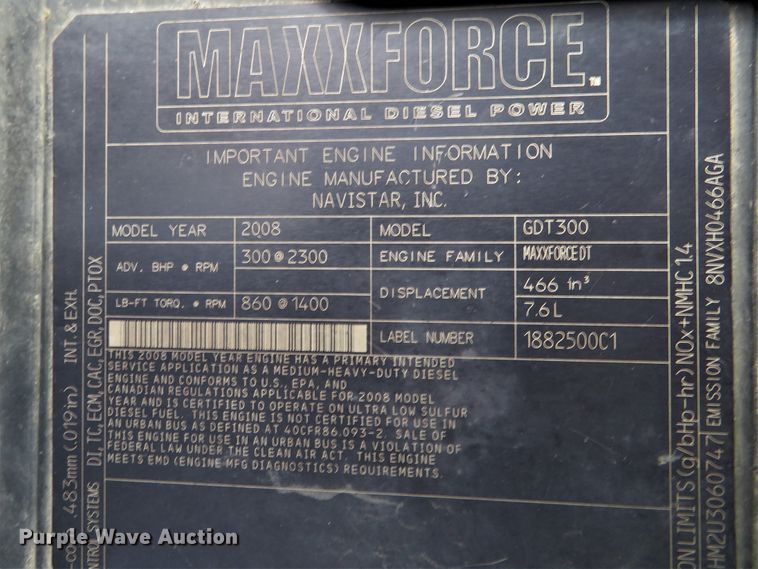 MAXXFORCE™
INTERNATIONAL DIESEL POWER
IMPORTANT ENGINE INFORMATION
ENGINE MANUFACTURED BY:
NAVISTAR, INC.
MODEL YEAR 2008 MODEL GDT300
ADV. BHP @ RPM 300 @ 2300 ENGINE FAMILY MAXXFORCE DT
LB-FT TORQ. @ RPM 860 @ 1400 DISPLACEMENT 466 in³
7.6 L
LABEL NUMBER 1882500C1
THIS 2008 MODEL YEAR ENGINE HAS A PRIMARY INTENDED
SERVICE APPLICATION AS A MEDIUM-HEAVY-DUTY DIESEL
ENGINE AND CONFORMS TO U.S., EPA, AND
CANADIAN REGULATIONS APPLICABLE FOR 2008 MODEL
YEAR AND IS CERTIFIED TO OPERATE ON ULTRA LOW SULFUR
DIESEL FUEL. THIS ENGINE IS NOT CERTIFIED FOR USE IN
AN URBAN BUS AS DEFINED AT 40CFR86.093-2. SALE OF
THIS ENGINE FOR USE IN AN URBAN BUS IS A VIOLATION OF
FEDERAL LAW UNDER THE CLEAN AIR ACT. THIS ENGINE
MEETS EMD (ENGINE MFG DIAGNOSTICS) REQUIREMENTS.
.483mm (.019in) INT. & EXH.
SYSTEMS DI, TC, ECM, CAC, EGR, DOC, PTOX
LIMITS (g/bHp-hr) NOx+NMHC 1.4
HM2U3060747 EMISSION FAMILY 8NVXH0466AGA
Purple Wave Auction